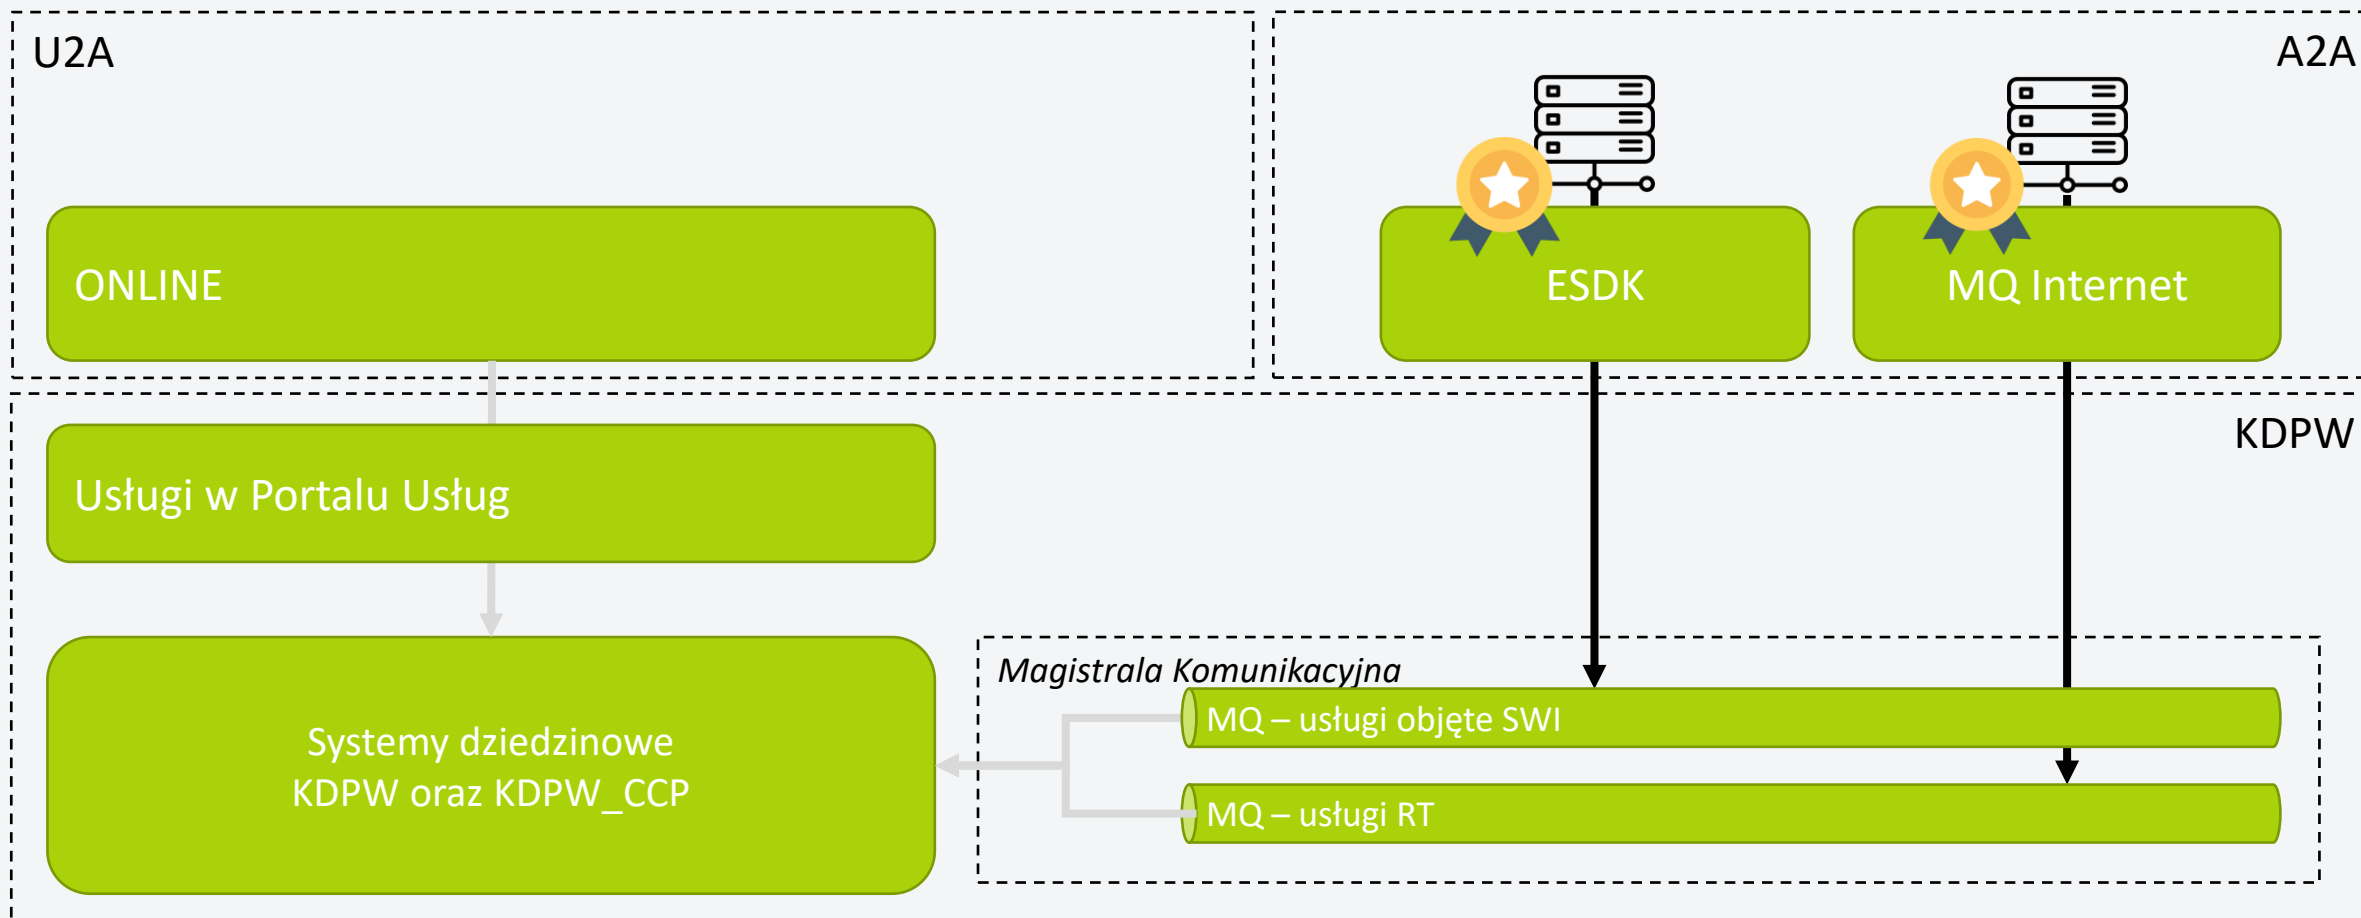 U2A
A2A
ONLINE
ESDK
MQ Internet
KDPW
Usługi w Portalu Usług
Magistrala Komunikacyjna
MQ – usługi objęte SWI
Systemy dziedzinowe
KDPW oraz KDPW_CCP
MQ – usługi RT